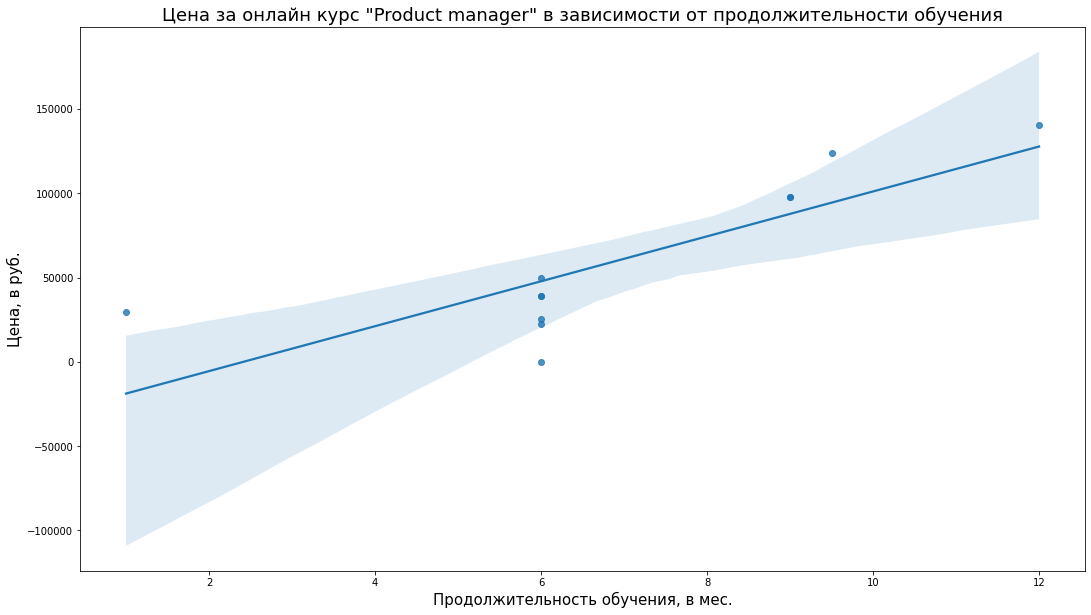 Цена за онлайн курс "Product manager" в зависимости от продолжительности обучения
150000
100000
50000
0
−50000
−100000
Цена, в руб.
2 4 6 8 10 12
Продолжительность обучения, в мес.